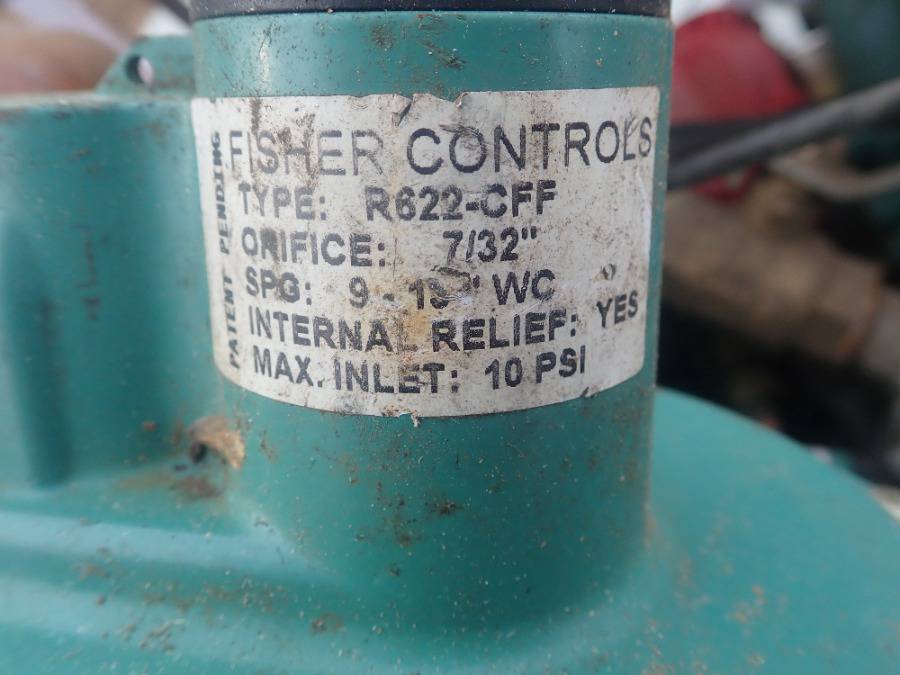 PATENT PENDING
FISHER CONTROLS
TYPE: R622-CFF
ORIFICE: 7/32"
SPG: 9 - WC
INTERNAL RELIEF: YES
MAX. INLET: 10 PSI